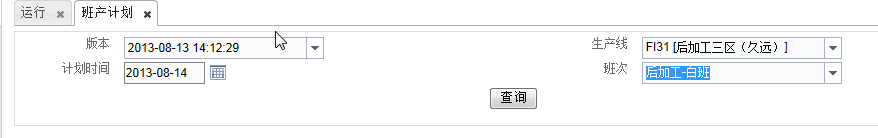 运行 班产计划
版本 2013-08-13 14:12:29 生产线 FI31 [后加工三区（久远）]
计划时间 2013-08-14 班次 后加工-白班
查询